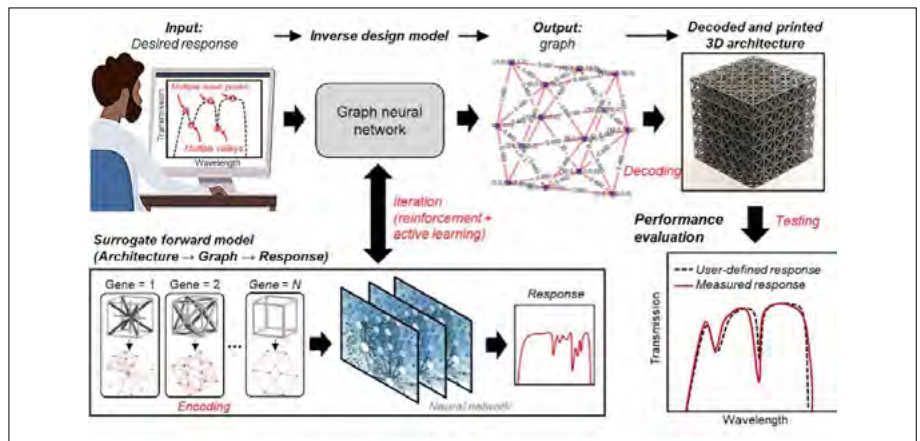 Input:
Desired response
Inverse design model
Output:
graph
Decoded and printed
3D architecture
Multiple wave peaks
Transmission
Wavelength
Multiple valleys
Graph neural
network
Decoding
Iteration
(reinforcement +
active learning)
Performance
evaluation
Testing
Surrogate forward model
(Architecture → Graph → Response)
Gene = 1
Gene = 2
Gene = N
...
Encoding
Neural network
Response
User-defined response
Measured response
Transmission
Wavelength